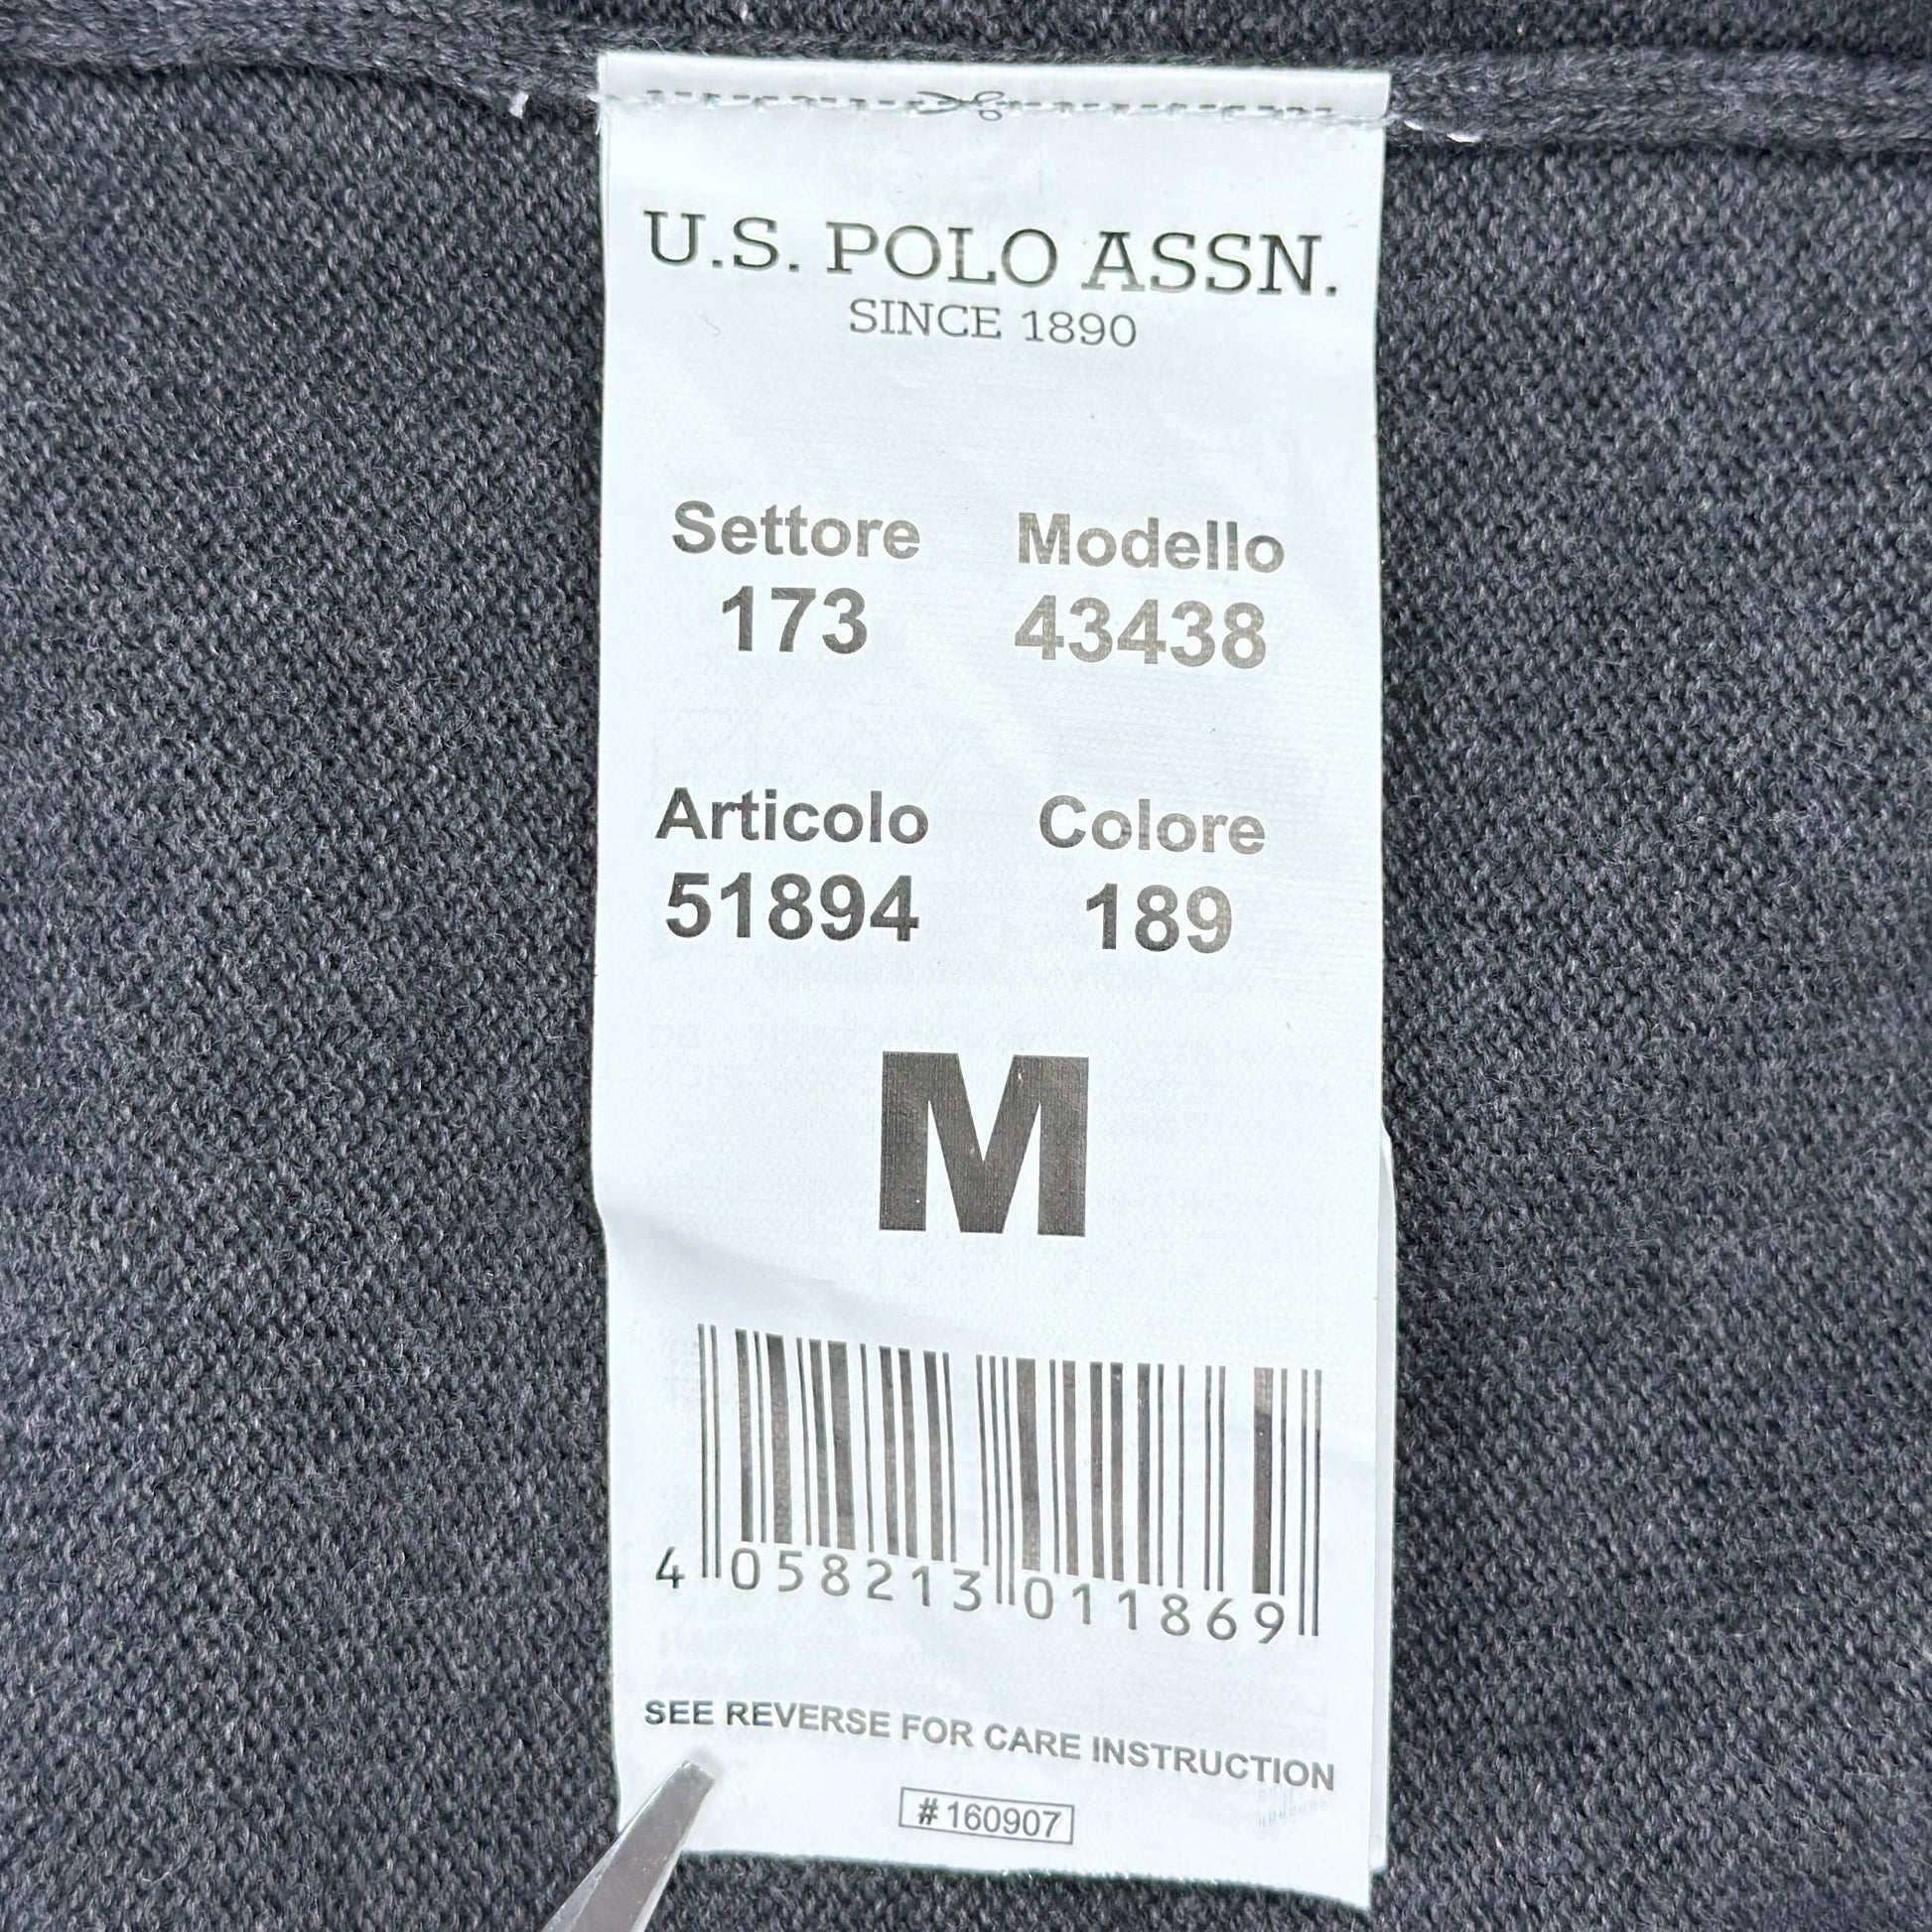 U.S. POLO ASSN.
SINCE 1890
Settore Modello
173 43438
Articolo Colore
51894 189
M
4 058213 011869
SEE REVERSE FOR CARE INSTRUCTION
#160907